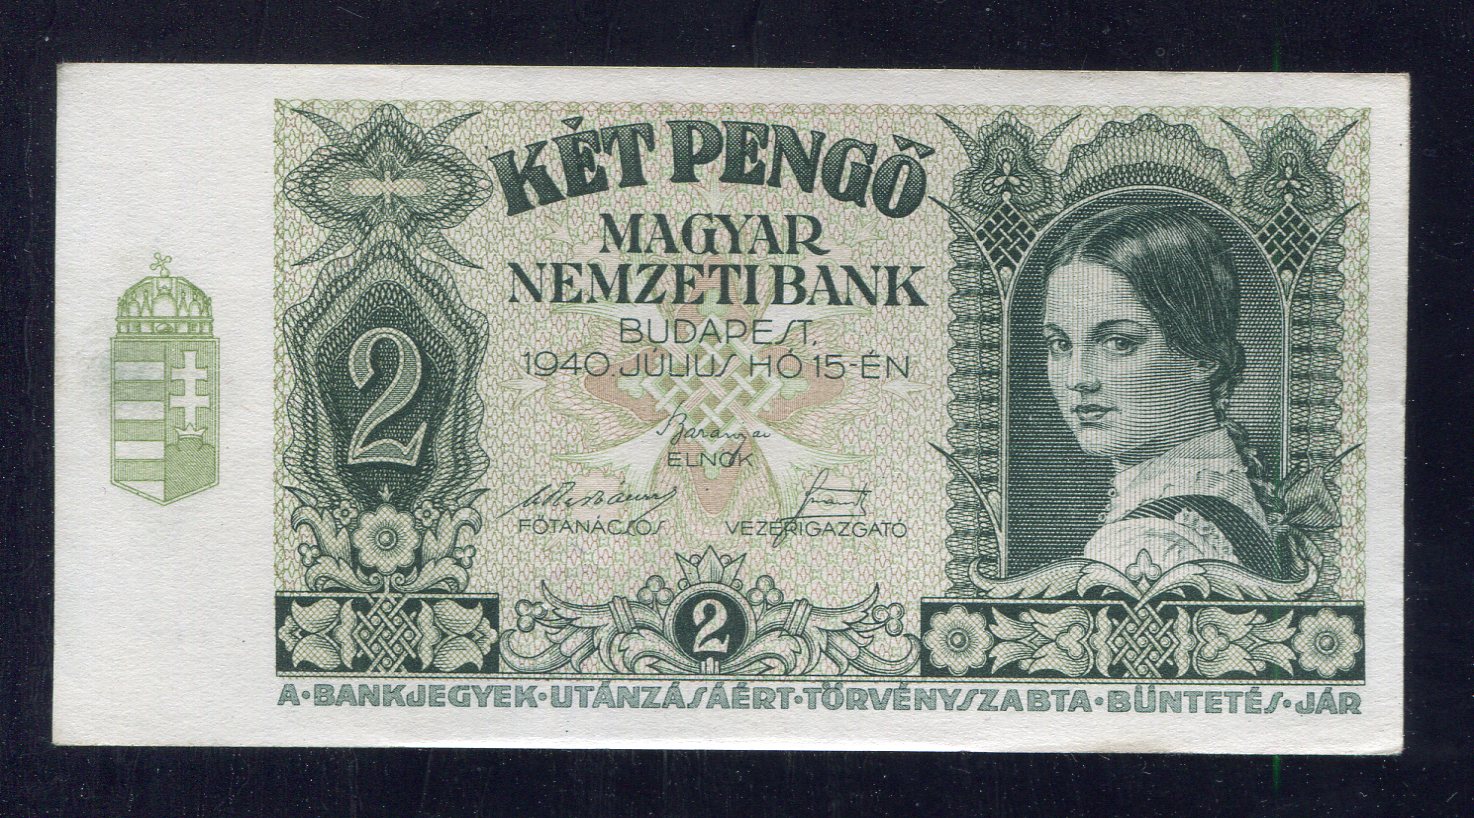 KÉT PENGŐ
MAGYAR
NEMZETI BANK
BUDAPEST,
1940 JÚLIUS HÓ 15-ÉN
2
Baranyai
ELNÖK
FŐTANÁCSOS
VEZÉRIGAZGATÓ
2
A·BANKJEGYEK·UTÁNZÁSÁÉRT·TÖRVÉNYSZABTA·BÜNTETÉS·JÁR